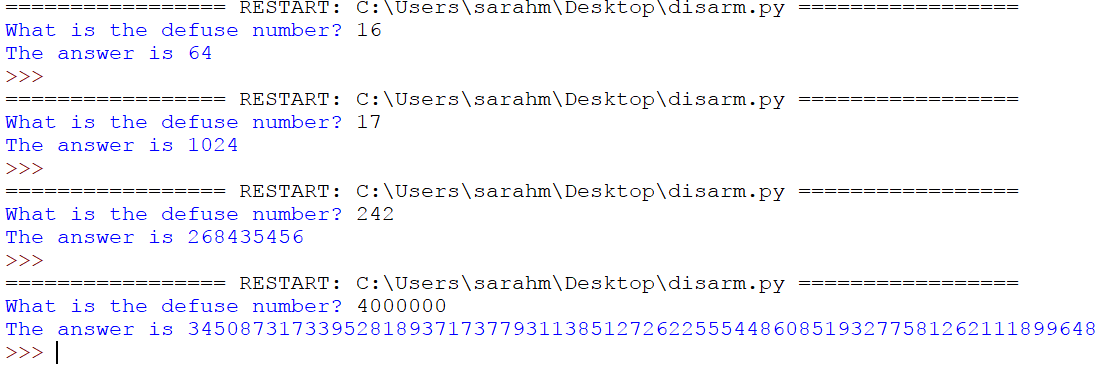 ================= RESTART: C:\Users\sarahm\Desktop\disarm.py =================
What is the defuse number? 16
The answer is 64
>>>
================= RESTART: C:\Users\sarahm\Desktop\disarm.py =================
What is the defuse number? 17
The answer is 1024
>>>
================= RESTART: C:\Users\sarahm\Desktop\disarm.py =================
What is the defuse number? 242
The answer is 268435456
>>>
================= RESTART: C:\Users\sarahm\Desktop\disarm.py =================
What is the defuse number? 4000000
The answer is 3450873173395281893717377931138512726225554486085193277581262111899648
>>>